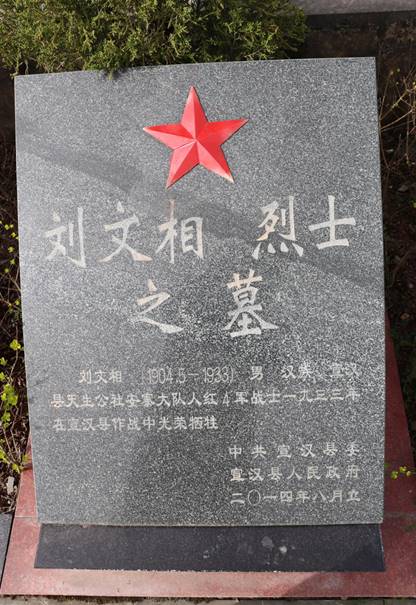 刘文相 烈士
之墓
刘文相 (1904.5-1933) 男 汉族 宣汉
县天生公社安寨大队人红4军战士一九三三年
在宣汉县作战中光荣牺牲
中共宣汉县委
宣汉县人民政府
二〇一四年八月立